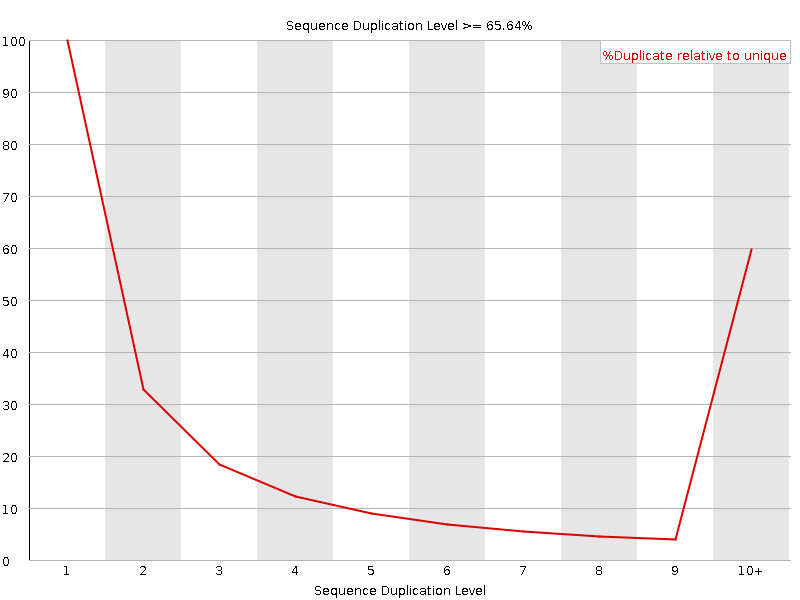 Sequence Duplication Level >= 65.64%
%Duplicate relative to unique
100
90
80
70
60
50
40
30
20
10
0
1 2 3 4 5 6 7 8 9 10+
Sequence Duplication Level